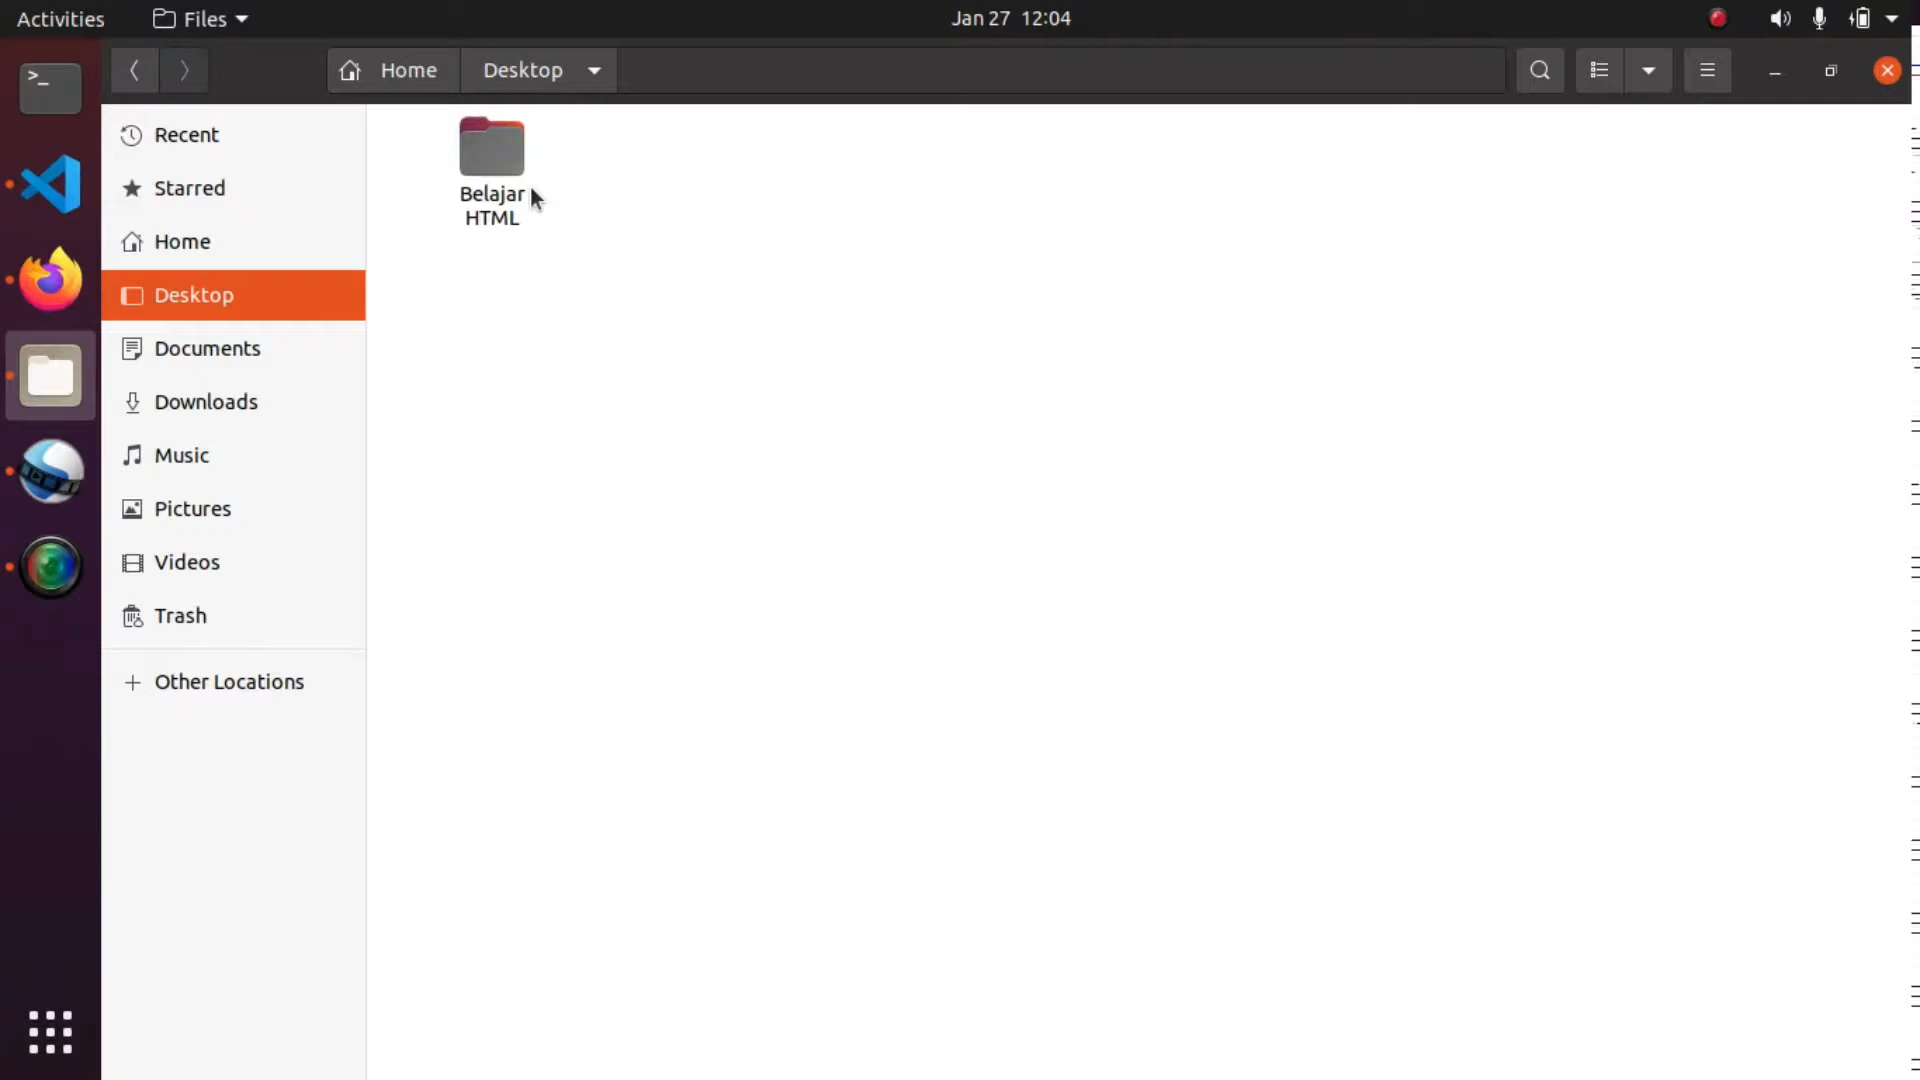 Activities
Files
Jan 27 12:04
Home
Desktop
Recent
Starred
Home
Desktop
Documents
Downloads
Music
Pictures
Videos
Trash
Other Locations
Belajar
HTML